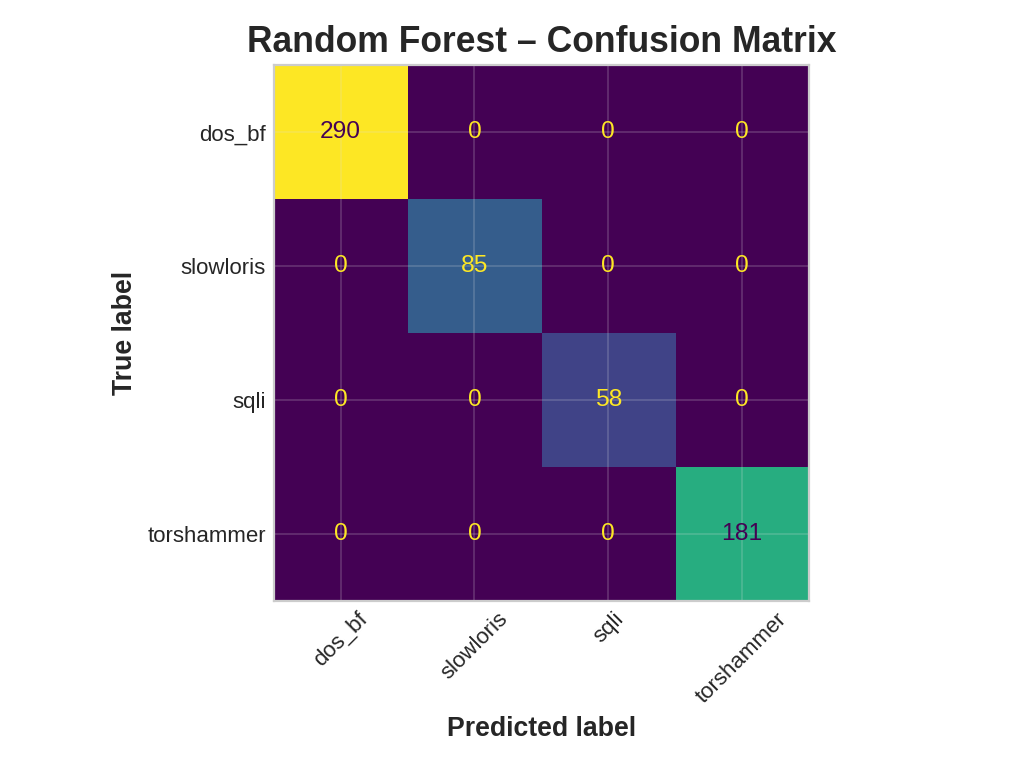 Random Forest – Confusion Matrix
dos_bf 290 0 0 0
slowloris 0 85 0 0
True label
sqli 0 0 58 0
torshammer 0 0 0 181
dos_bf slowloris sqli torshammer
Predicted label